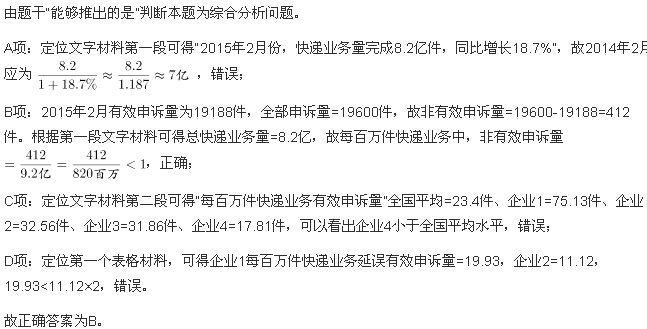 由题干"能够推出的是"判断本题为综合分析问题。
A项：定位文字材料第一段可得"2015年2月份，快递业务量完成8.2亿件，同比增长18.7%"，故2014年2月
应为 8.2/(1+18.7%) ≈ 8.2/1.187 ≈ 7亿 ，错误；
B项：2015年2月有效申诉量为19188件，全部申诉量=19600件，故非有效申诉量=19600-19188=412
件。根据第一段文字材料可得总快递业务量=8.2亿，故每百万件快递业务中，非有效申诉量
= 412/9.2亿 = 412/820百万 < 1，正确；
C项：定位文字材料第二段可得"每百万件快递业务有效申诉量"全国平均=23.4件、企业1=75.13件、企业
2=32.56件、企业3=31.86件、企业4=17.81件，可以看出企业4小于全国平均水平，错误；
D项：定位第一个表格材料，可得企业1每百万件快递业务延误有效申诉量=19.93，企业2=11.12，
19.93<11.12×2，错误。
故正确答案为B。